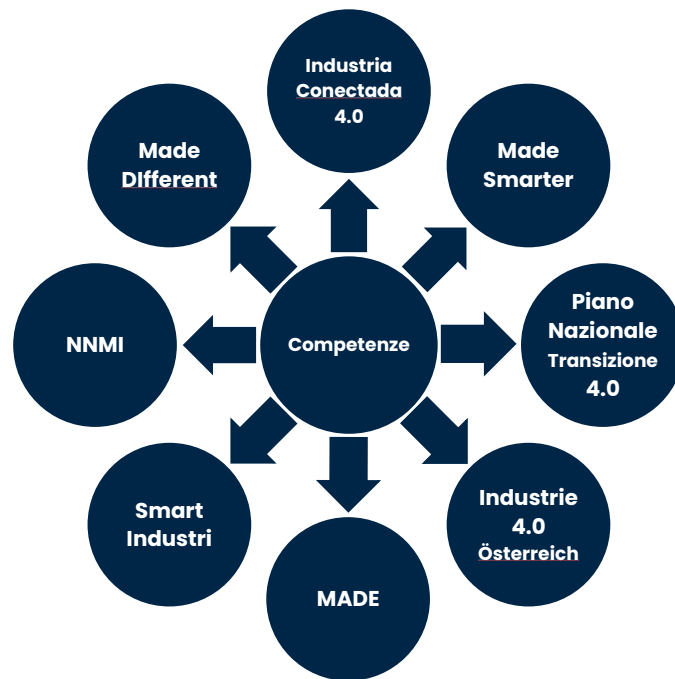 Industria
Conectada
4.0
Made
DIfferent
Made
Smarter
Piano
Nazionale
Transizione
4.0
NNMI
Competenze
Smart
Industri
Industrie
4.0
Österreich
MADE